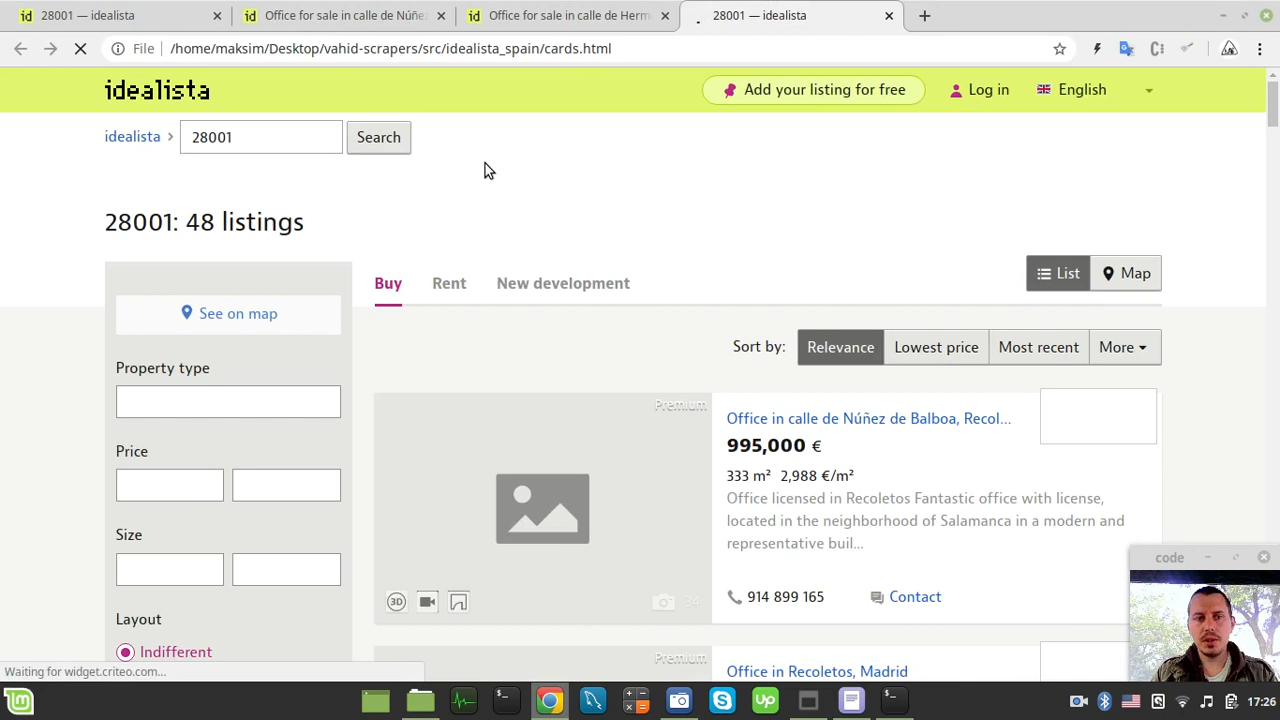 28001 — idealista
Office for sale in calle de Núñez
Office for sale in calle de Herm
28001 — idealista
File
/home/maksim/Desktop/vahid-scrapers/src/idealista_spain/cards.html
idealista
Add your listing for free
Log in
English
idealista
28001
Search
28001: 48 listings
See on map
Buy
Rent
New development
List
Map
Sort by:
Relevance
Lowest price
Most recent
More
Property type
Price
Size
Layout
Indifferent
Premium
Office in calle de Núñez de Balboa, Recol...
995,000 €
333 m² 2,988 €/m²
Office licensed in Recoletos Fantastic office with license,
located in the neighborhood of Salamanca in a modern and
representative buil...
3D
34
914 899 165
Contact
Premium
Office in Recoletos, Madrid
code
Waiting for widget.criteo.com...
17:26